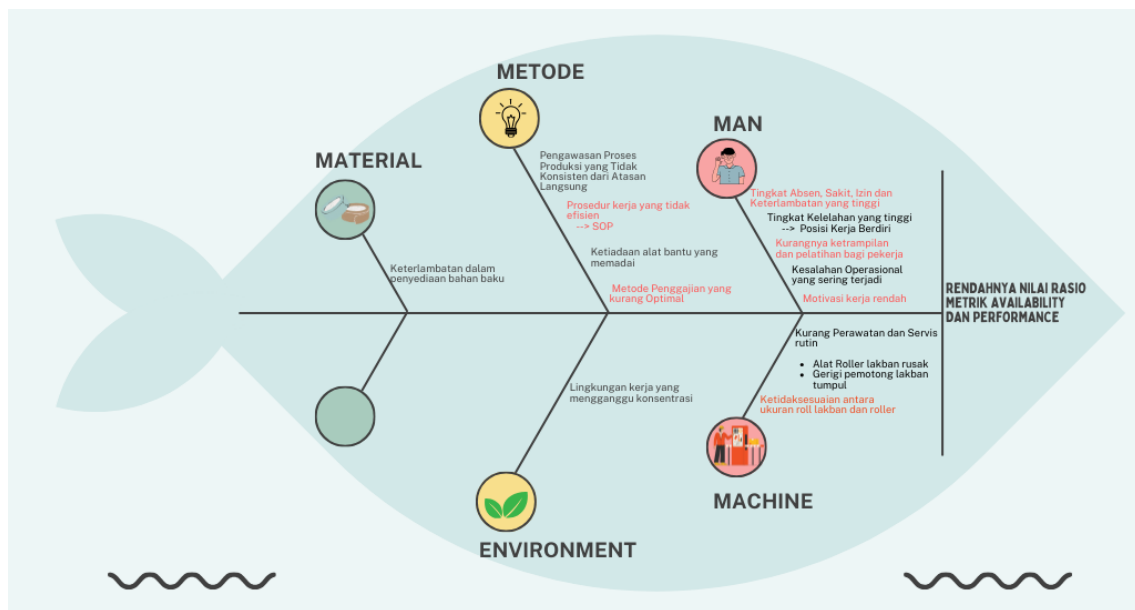 METODE
MAN
MATERIAL
Pengawasan Proses
Produksi yang Tidak
Konsisten dari Atasan
Langsung
Prosedur kerja yang tidak
efisien
--> SOP
Ketiadaan alat bantu yang
memadai
Metode Penggajian yang
kurang Optimal
Tingkat Absen, Sakit, Izin dan
Keterlambatan yang tinggi
Tingkat Kelelahan yang tinggi
--> Posisi Kerja Berdiri
Kurangnya ketrampilan
dan pelatihan bagi pekerja
Kesalahan Operasional
yang sering terjadi
Motivasi kerja rendah
Keterlambatan dalam
penyediaan bahan baku
RENDAHNYA NILAI RASIO
METRIK AVAILABILITY
DAN PERFORMANCE
Kurang Perawatan dan Servis
rutin
• Alat Roller lakban rusak
• Gerigi pemotong lakban
tumpul
Ketidaksesuaian antara
ukuran roll lakban dan roller
Lingkungan kerja yang
mengganggu konsentrasi
MACHINE
ENVIRONMENT